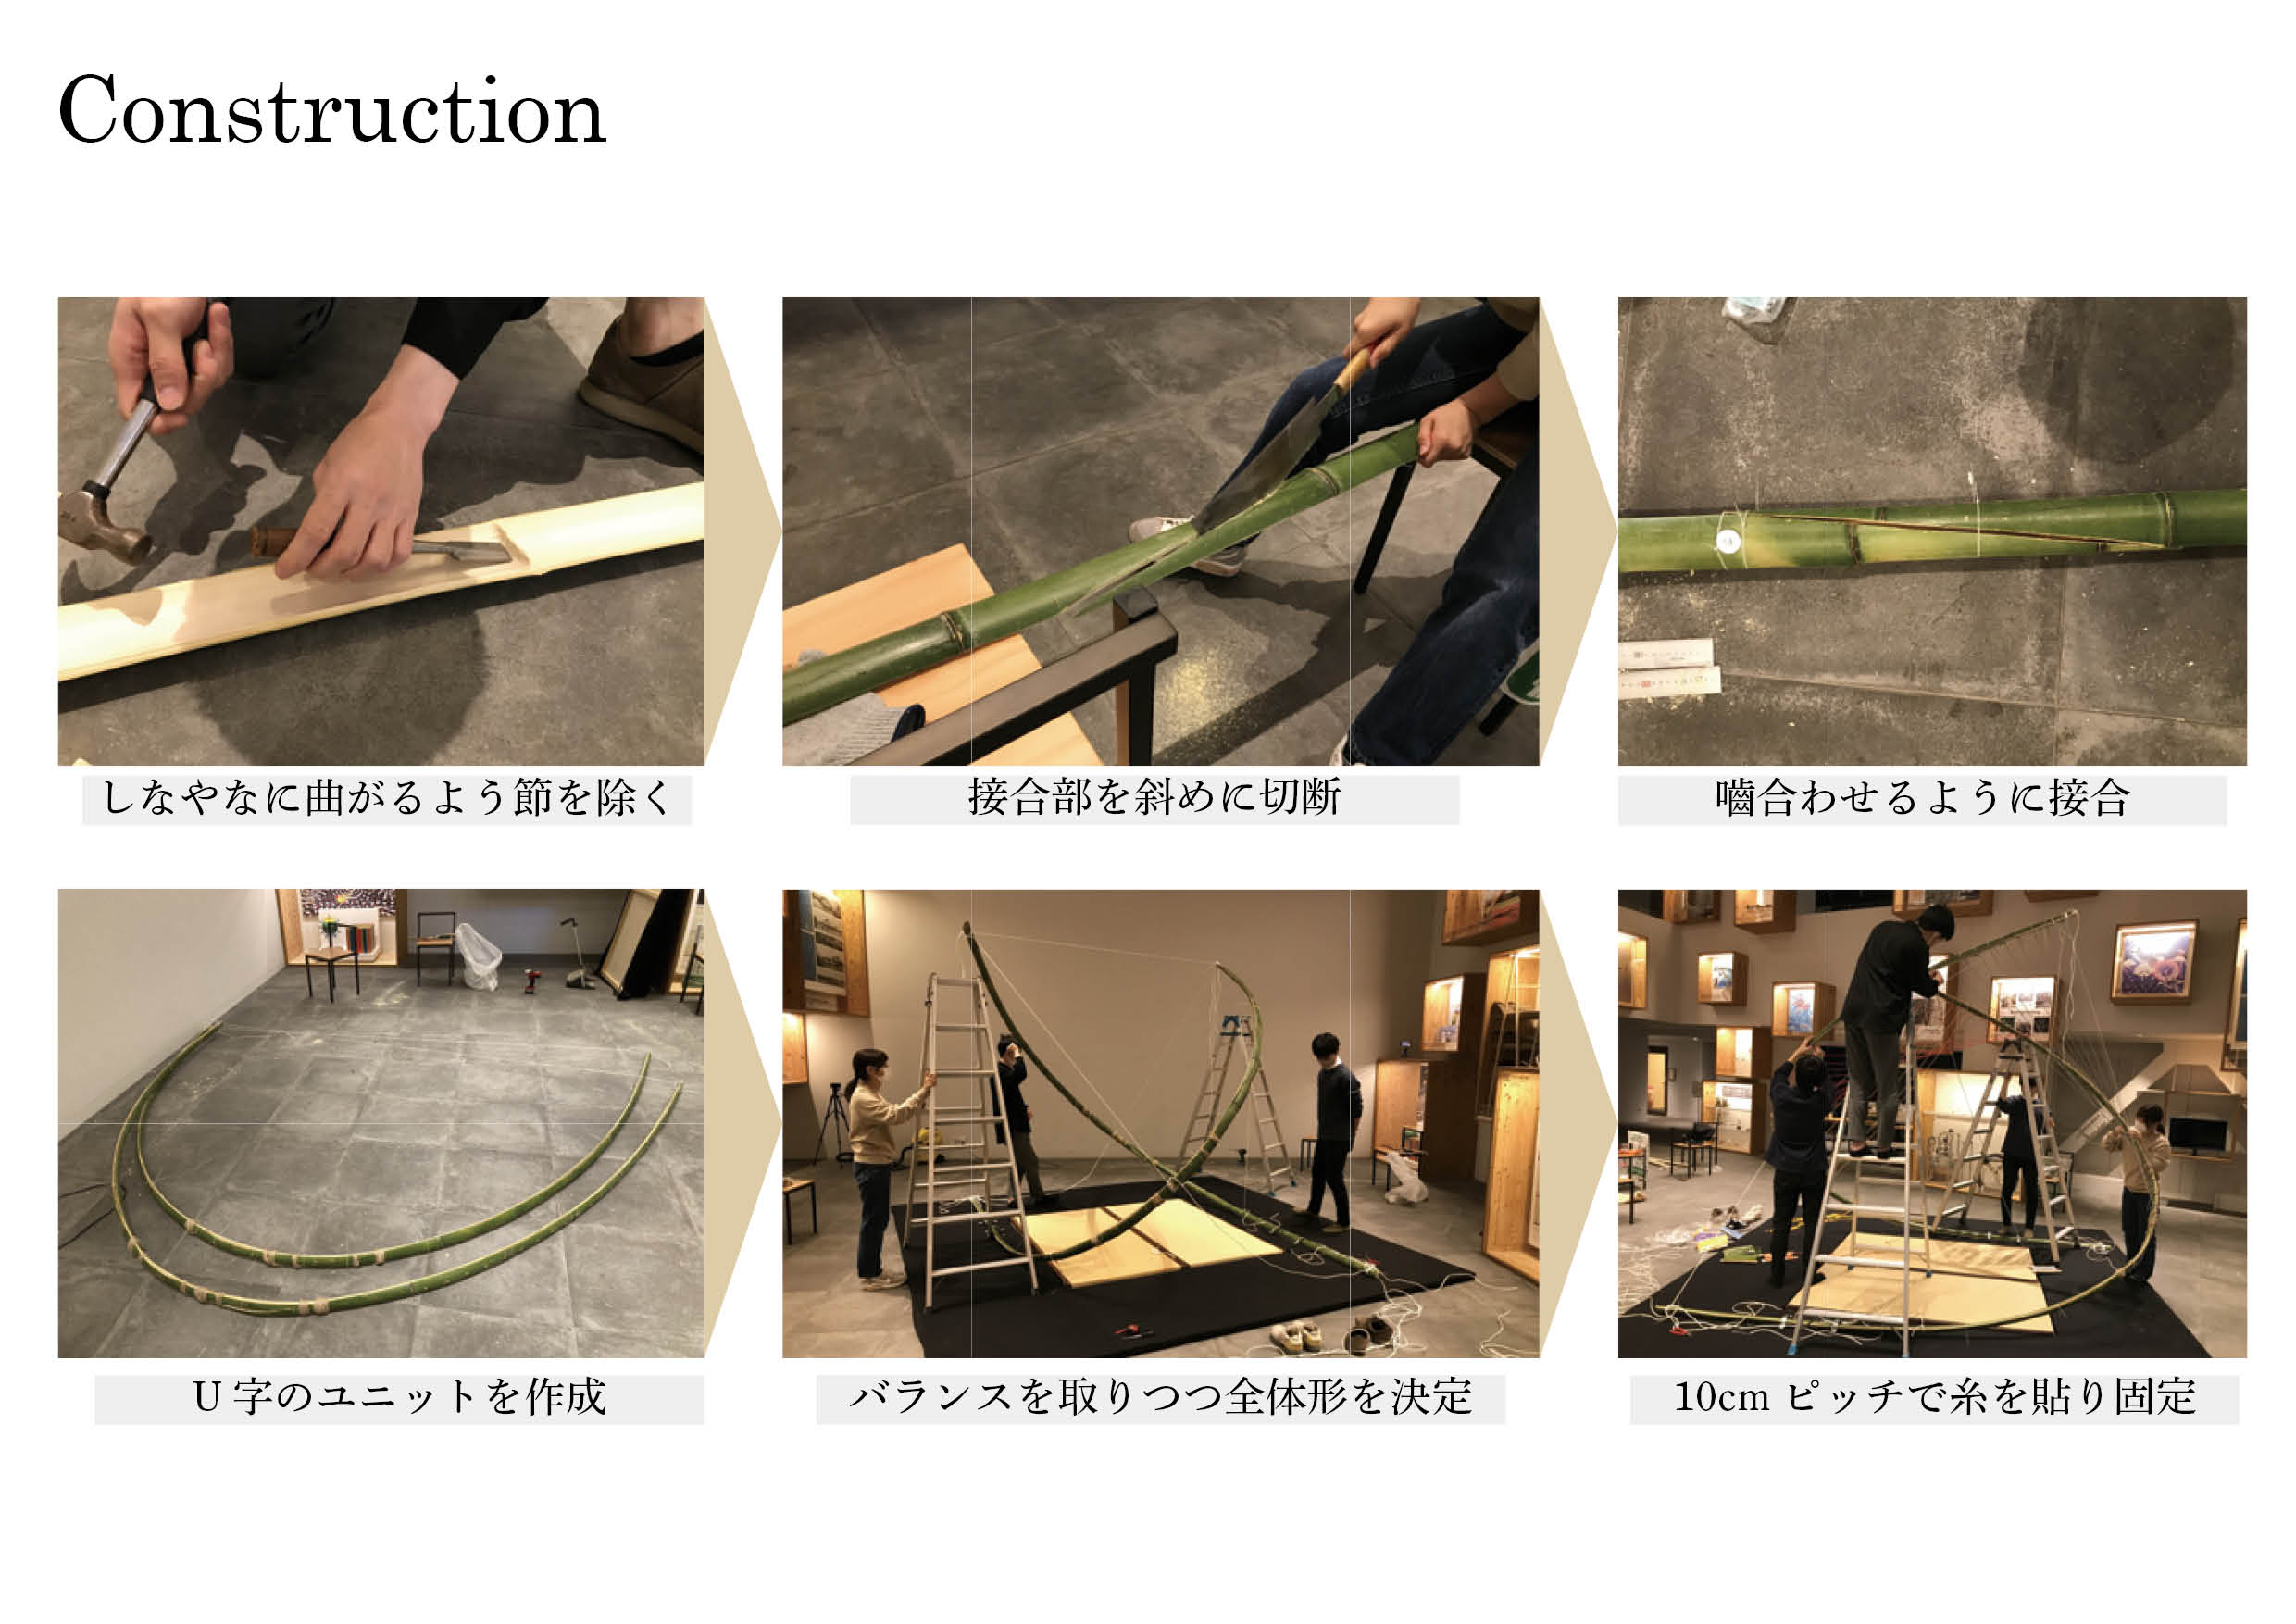 Construction
しなやなに曲がるよう節を除く
接合部を斜めに切断
嚙合わせるように接合
U 字のユニットを作成
バランスを取りつつ全体形を決定
10cm ピッチで糸を貼り固定